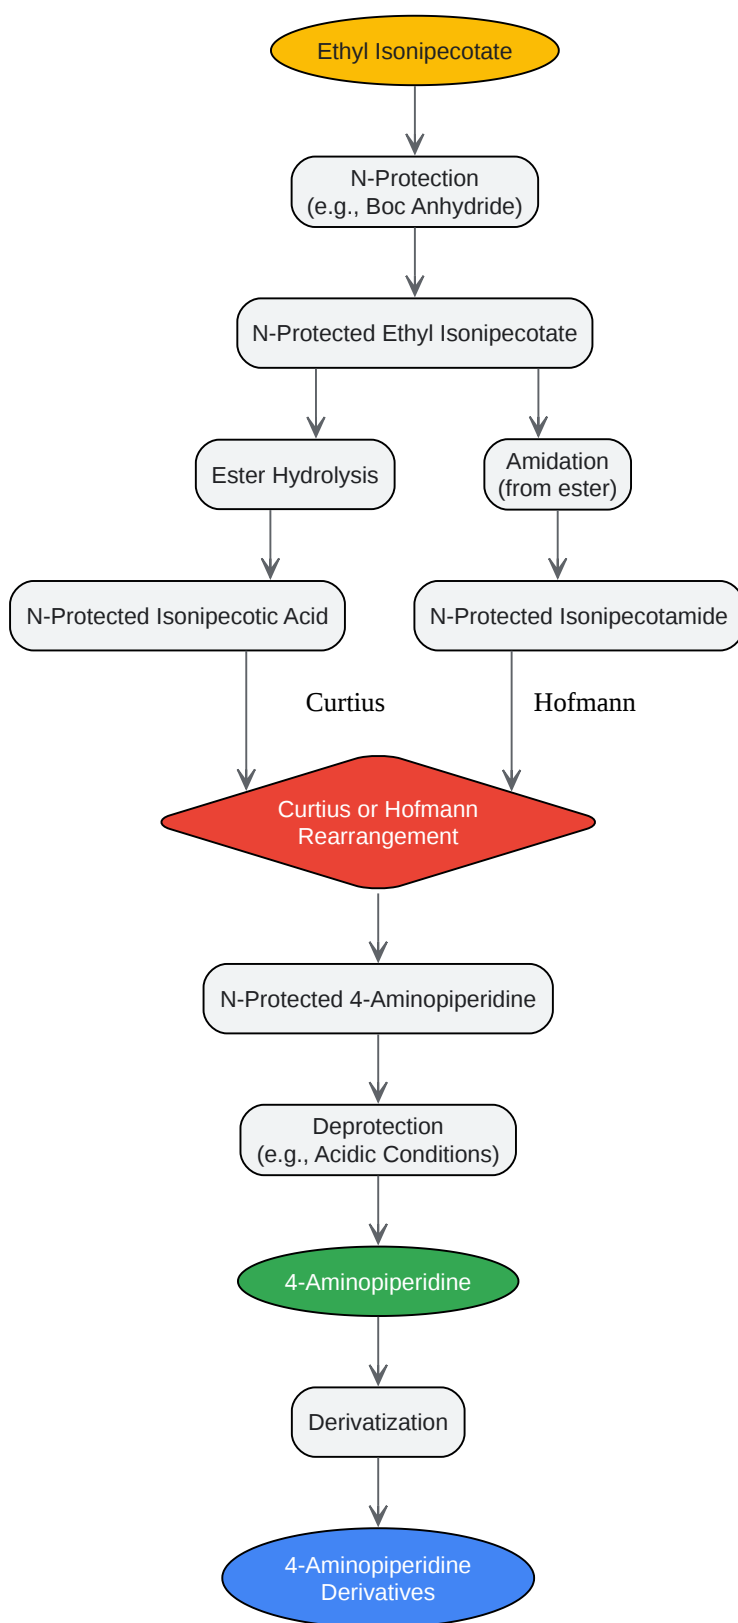 Ethyl Isonipecotate
N-Protection
(e.g., Boc Anhydride)
N-Protected Ethyl Isonipecotate
Ester Hydrolysis
Amidation
(from ester)
N-Protected Isonipecotic Acid
N-Protected Isonipecotamide
Curtius
Hofmann
Curtius or Hofmann
Rearrangement
N-Protected 4-Aminopiperidine
Deprotection
(e.g., Acidic Conditions)
4-Aminopiperidine
Derivatization
4-Aminopiperidine
Derivatives